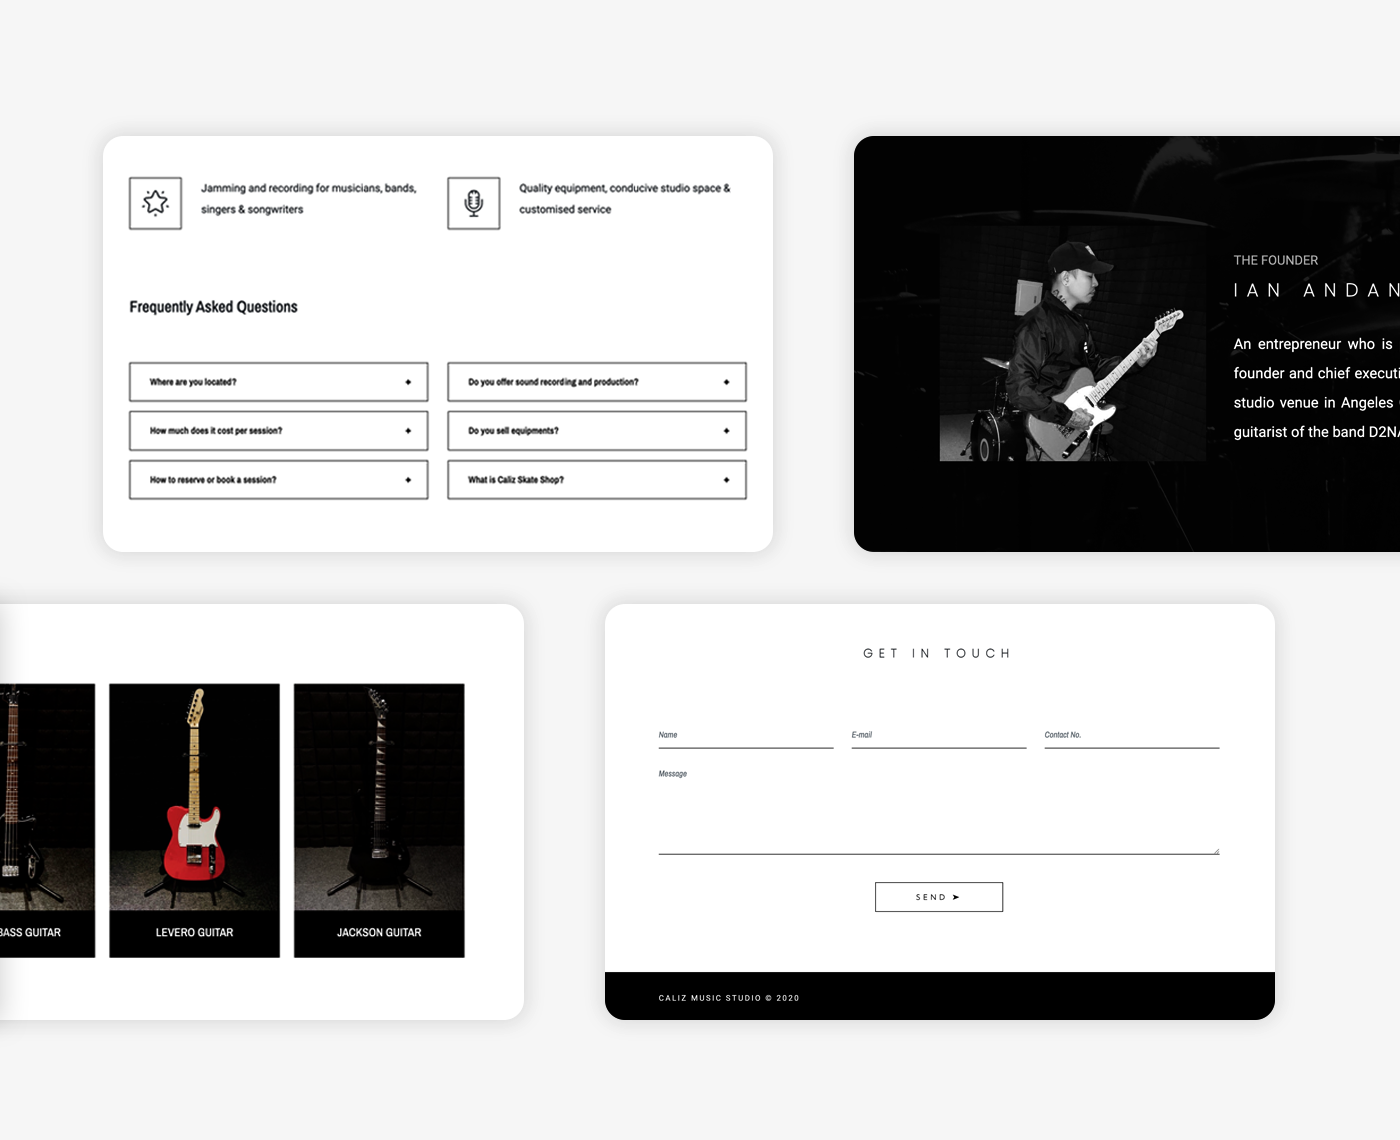 Jamming and recording for musicians, bands,
singers & songwriters
Quality equipment, conducive studio space &
customised service
Frequently Asked Questions
Where are you located?
Do you offer sound recording and production?
How much does it cost per session?
Do you sell equipments?
How to reserve or book a session?
What is Caliz Skate Shop?
THE FOUNDER
IAN ANDAN
An entrepreneur who is
founder and chief executi
studio venue in Angeles
guitarist of the band D2N
BASS GUITAR
LEVERO GUITAR
JACKSON GUITAR
GET IN TOUCH
Name
E-mail
Contact No.
Message
SEND ➤
CALIZ MUSIC STUDIO © 2020